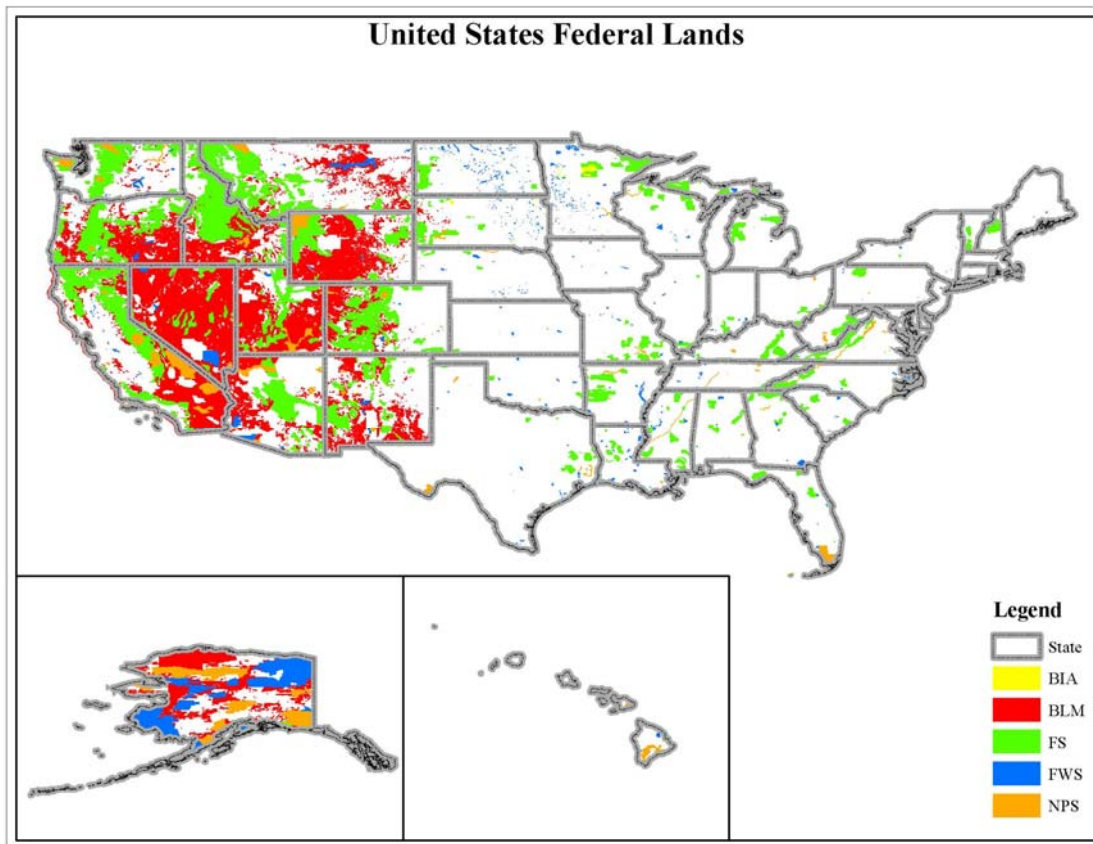 United States Federal Lands
Legend
State
BIA
BLM
FS
FWS
NPS